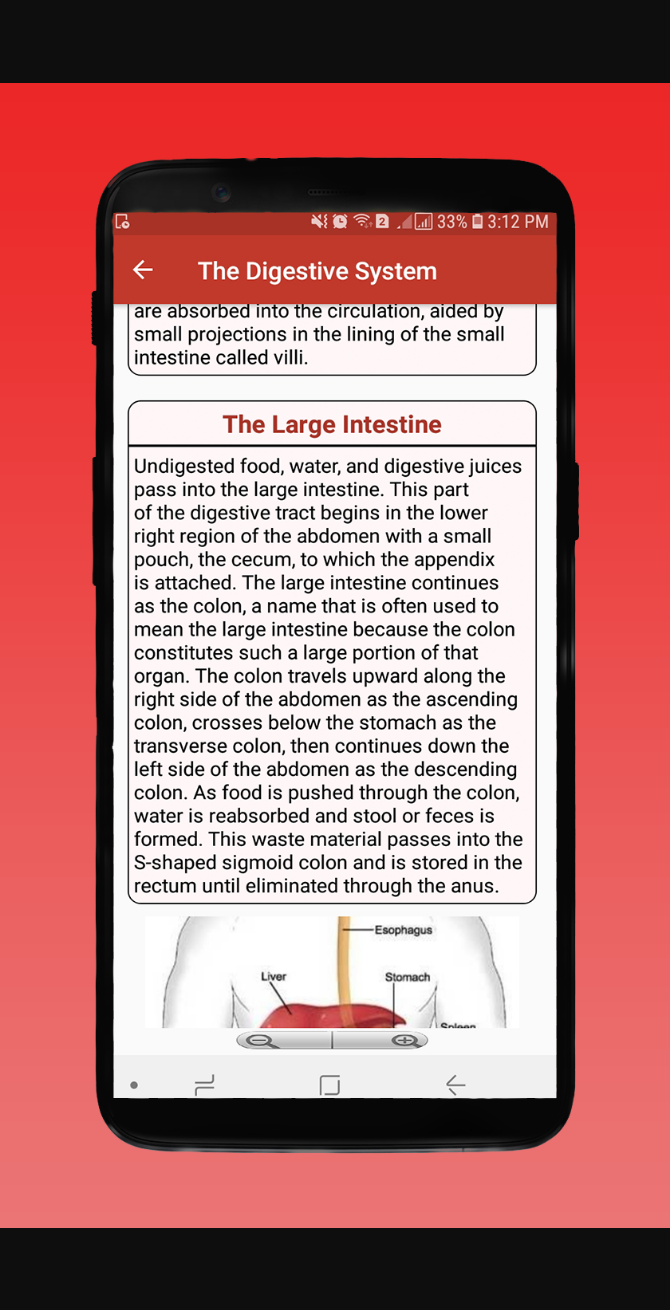 2 33% 3:12 PM
The Digestive System
are absorbed into the circulation, aided by
small projections in the lining of the small
intestine called villi.
The Large Intestine
Undigested food, water, and digestive juices
pass into the large intestine. This part
of the digestive tract begins in the lower
right region of the abdomen with a small
pouch, the cecum, to which the appendix
is attached. The large intestine continues
as the colon, a name that is often used to
mean the large intestine because the colon
constitutes such a large portion of that
organ. The colon travels upward along the
right side of the abdomen as the ascending
colon, crosses below the stomach as the
transverse colon, then continues down the
left side of the abdomen as the descending
colon. As food is pushed through the colon,
water is reabsorbed and stool or feces is
formed. This waste material passes into the
S-shaped sigmoid colon and is stored in the
rectum until eliminated through the anus.
Esophagus
Liver
Stomach
Spleen